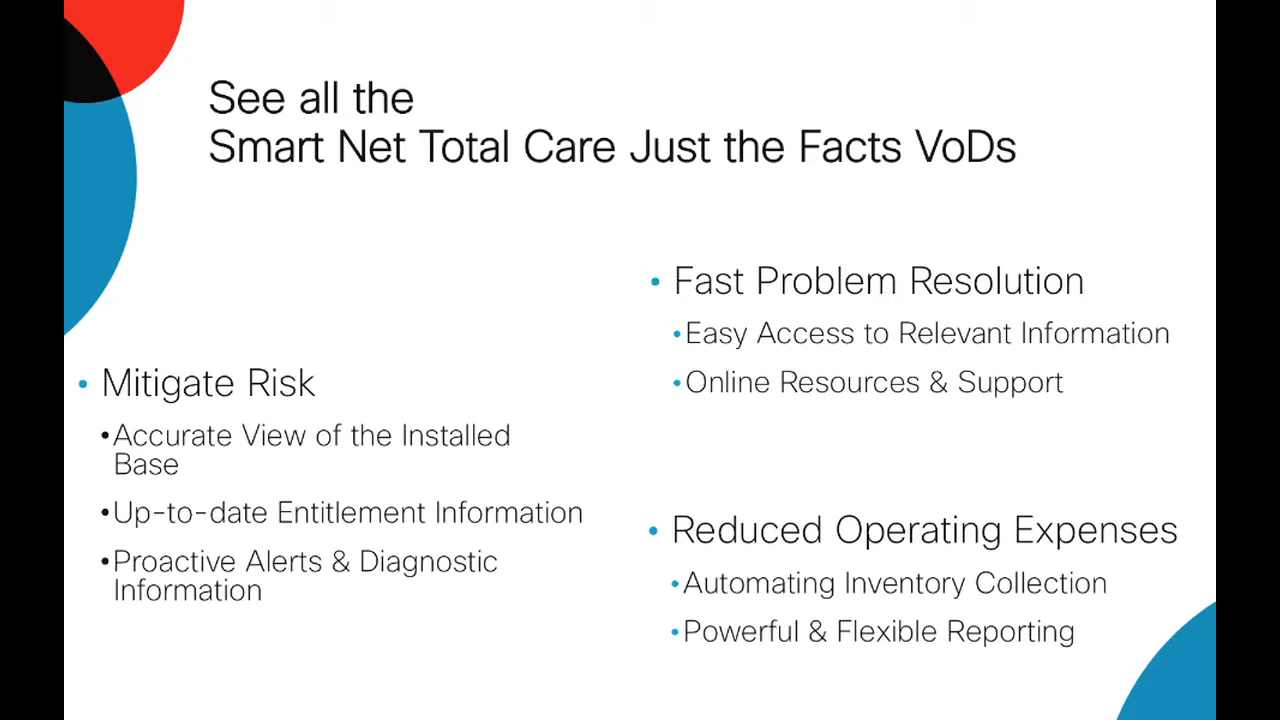 See all the
Smart Net Total Care Just the Facts VoDs
• Mitigate Risk
•Accurate View of the Installed
Base
•Up-to-date Entitlement Information
•Proactive Alerts & Diagnostic
Information
• Fast Problem Resolution
•Easy Access to Relevant Information
•Online Resources & Support
• Reduced Operating Expenses
•Automating Inventory Collection
•Powerful & Flexible Reporting